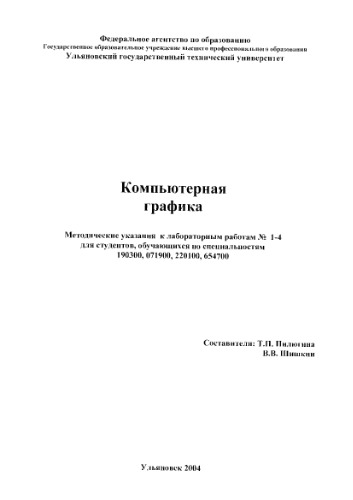 Федеральное агентство по образованию
Государственное образовательное учреждение высшего профессионального образования
Ульяновский государственный технический университет
Компьютерная
графика
Методические указания к лабораторным работам № 1-4
для студентов, обучающихся по специальностям
190300, 071900, 220100, 654700
Составители: Т.П. Пилюгина
В.В. Шишкин
Ульяновск 2004